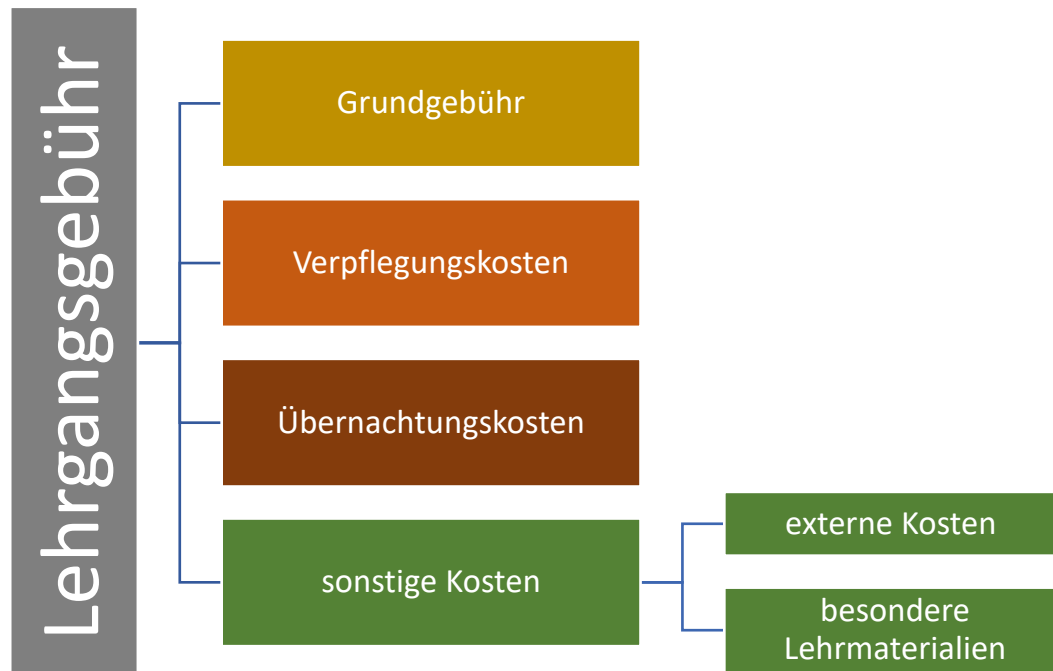 Lehrgangsgebühr
Grundgebühr
Verpflegungskosten
Übernachtungskosten
sonstige Kosten
externe Kosten
besondere
Lehrmaterialien